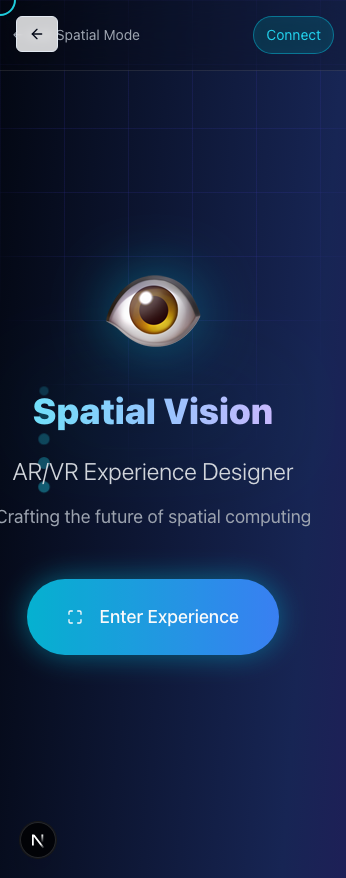 Spatial Mode
Connect
Spatial Vision
AR/VR Experience Designer
Crafting the future of spatial computing
Enter Experience
N